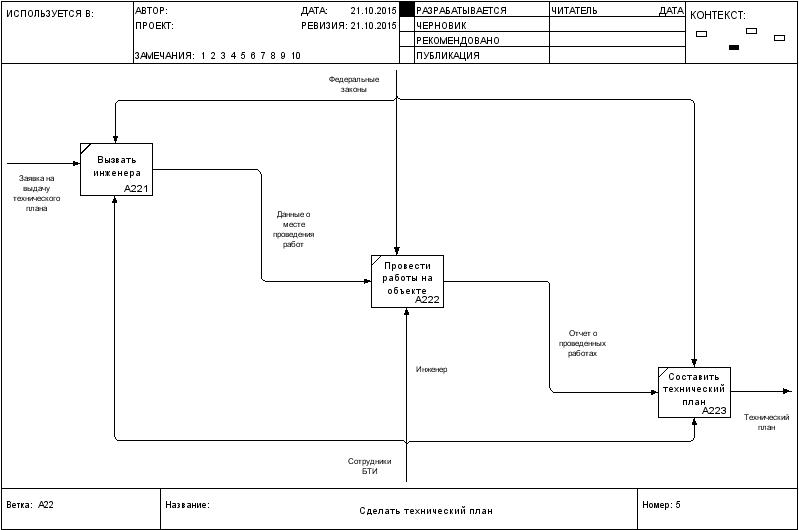 ИСПОЛЬЗУЕТСЯ В:
АВТОР:
ДАТА: 21.10.2015
ПРОЕКТ:
РЕВИЗИЯ: 21.10.2015
ЗАМЕЧАНИЯ: 1 2 3 4 5 6 7 8 9 10
РАЗРАБАТЫВАЕТСЯ
ЧЕРНОВИК
РЕКОМЕНДОВАНО
ПУБЛИКАЦИЯ
ЧИТАТЕЛЬ
ДАТА
КОНТЕКСТ:
Федеральные
законы
Вызвать
инженера
A221
Заявка на
выдачу
технического
плана
Данные о
месте
проведения
работ
Провести
работы на
объекте
A222
Отчет о
проведенных
работах
Инженер
Составить
технический
план
A223
Технический
план
Сотрудники
БТИ
Ветка: A22
Название:
Сделать технический план
Номер: 5